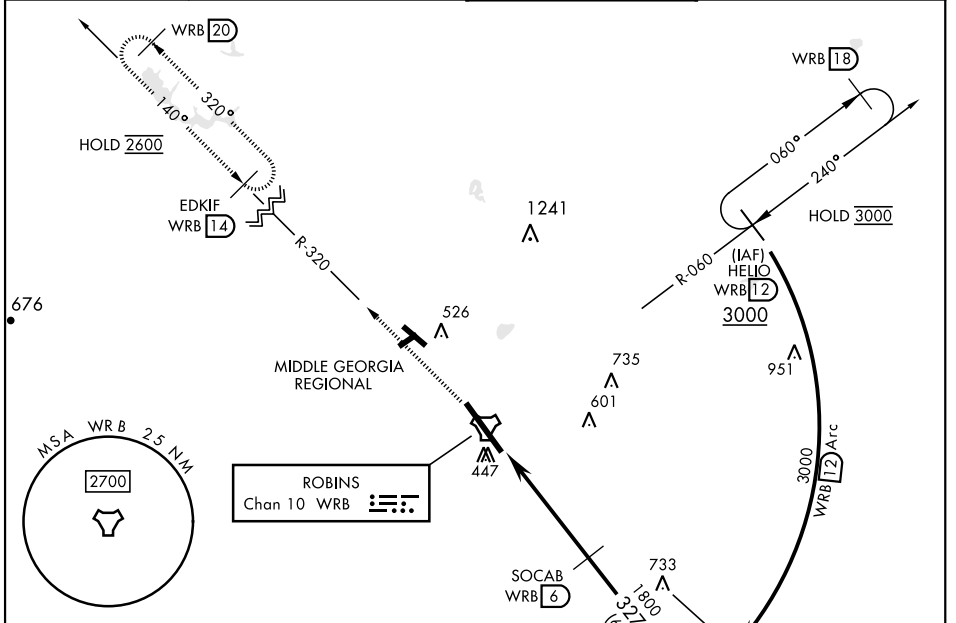 WRB 20
WRB 18
320°
140°
060°
240°
HOLD 2600
HOLD 3000
EDKIF
WRB 14
1241
R-320
R-060
(IAF)
HELIO
WRB 12
3000
676
526
951
735
MIDDLE GEORGIA
REGIONAL
601
MSA WRB 25 NM
2700
447
3000
WRB 12 Arc
ROBINS
Chan 10 WRB
SOCAB
WRB 6
733
1800
327